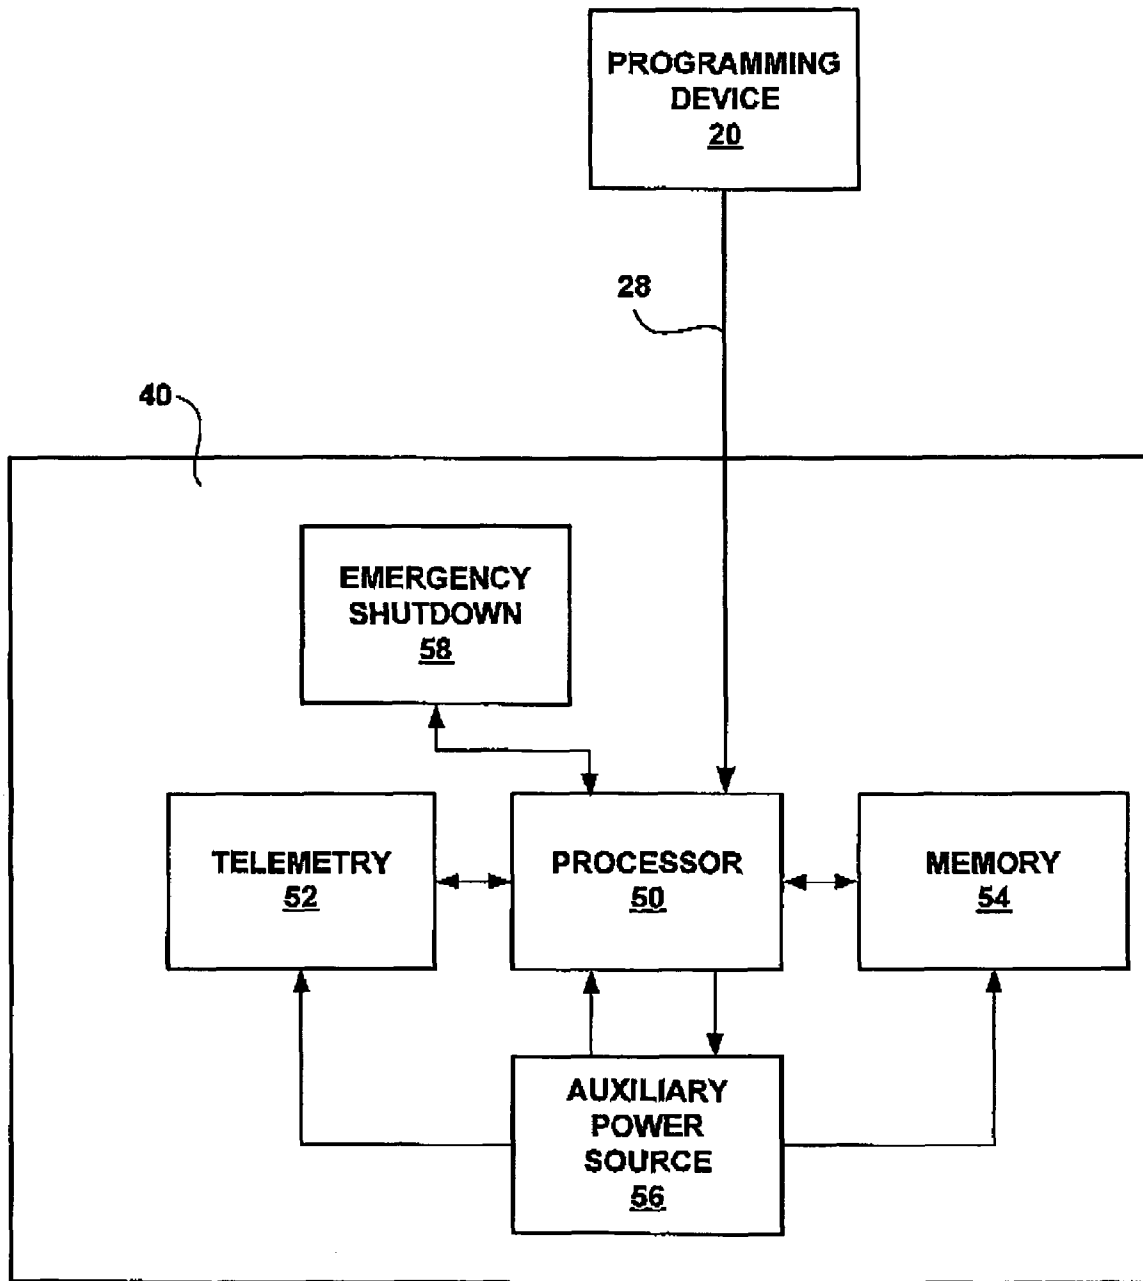 PROGRAMMING
DEVICE
20
28
40
EMERGENCY
SHUTDOWN
58
TELEMETRY
52
PROCESSOR
50
MEMORY
54
AUXILIARY
POWER
SOURCE
56